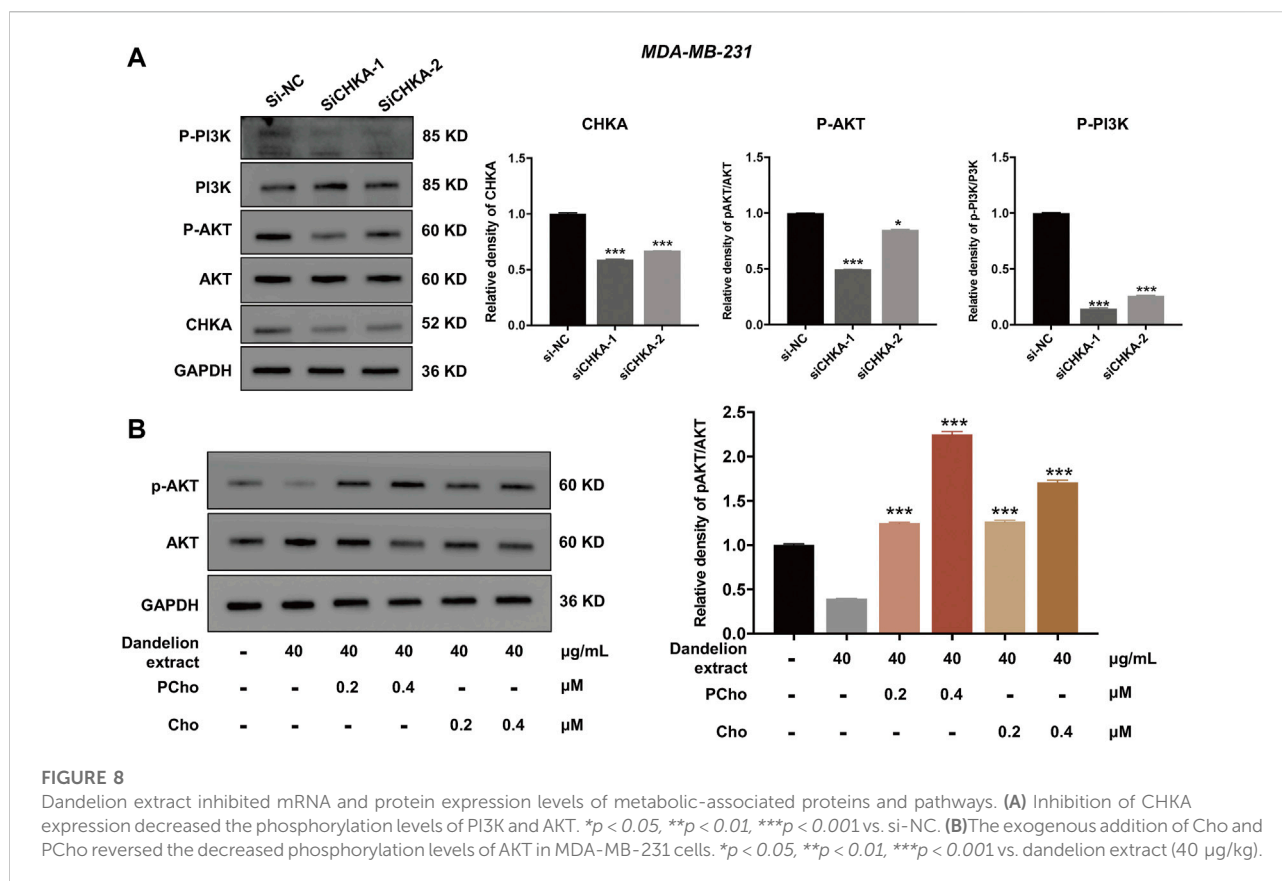 A
MDA-MB-231
Si-NC SiCHKA-1 SiCHKA-2
P-PI3K 85 KD
PI3K 85 KD
P-AKT 60 KD
AKT 60 KD
CHKA 52 KD
GAPDH 36 KD
CHKA
Relative density of CHKA
1.5
1.0
0.5
0.0
*** ***
si-NC siCHKA-1 siCHKA-2
P-AKT
Relative density of pAKT/AKT
1.5
1.0
0.5
0.0
*** *
si-NC siCHKA-1 siCHKA-2
P-PI3K
Relative density of p-PI3K/P3K
1.5
1.0
0.5
0.0
*** ***
si-NC siCHKA-1 siCHKA-2
B
p-AKT 60 KD
AKT 60 KD
GAPDH 36 KD
Dandelion
extract - 40 40 40 40 40 µg/mL
PCho - - 0.2 0.4 - - µM
Cho - - - - 0.2 0.4 µM
Relative density of pAKT/AKT
2.5
2.0
1.5
1.0
0.5
0.0
*** *** *** ***
Dandelion
extract - 40 40 40 40 40 µg/mL
PCho - - 0.2 0.4 - - µM
Cho - - - - 0.2 0.4 µM
FIGURE 8
Dandelion extract inhibited mRNA and protein expression levels of metabolic-associated proteins and pathways. (A) Inhibition of CHKA
expression decreased the phosphorylation levels of PI3K and AKT. *p < 0.05, **p < 0.01, ***p < 0.001 vs. si-NC. (B)The exogenous addition of Cho and
PCho reversed the decreased phosphorylation levels of AKT in MDA-MB-231 cells. *p < 0.05, **p < 0.01, ***p < 0.001 vs. dandelion extract (40 µg/kg).